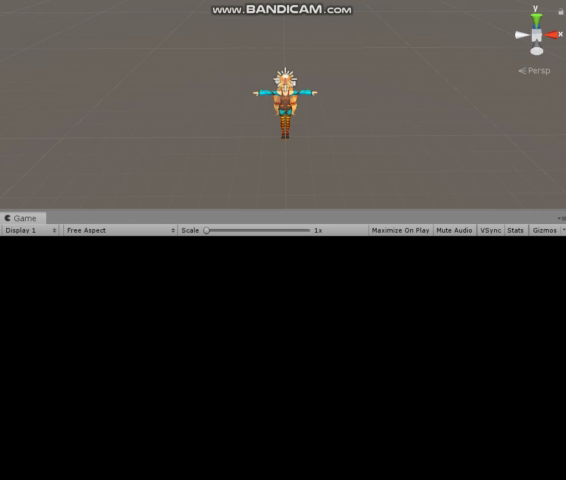 www.BANDICAM.com
y
x
Persp
Game
Display 1 Free Aspect Scale 1x Maximize On Play Mute Audio VSync Stats Gizmos